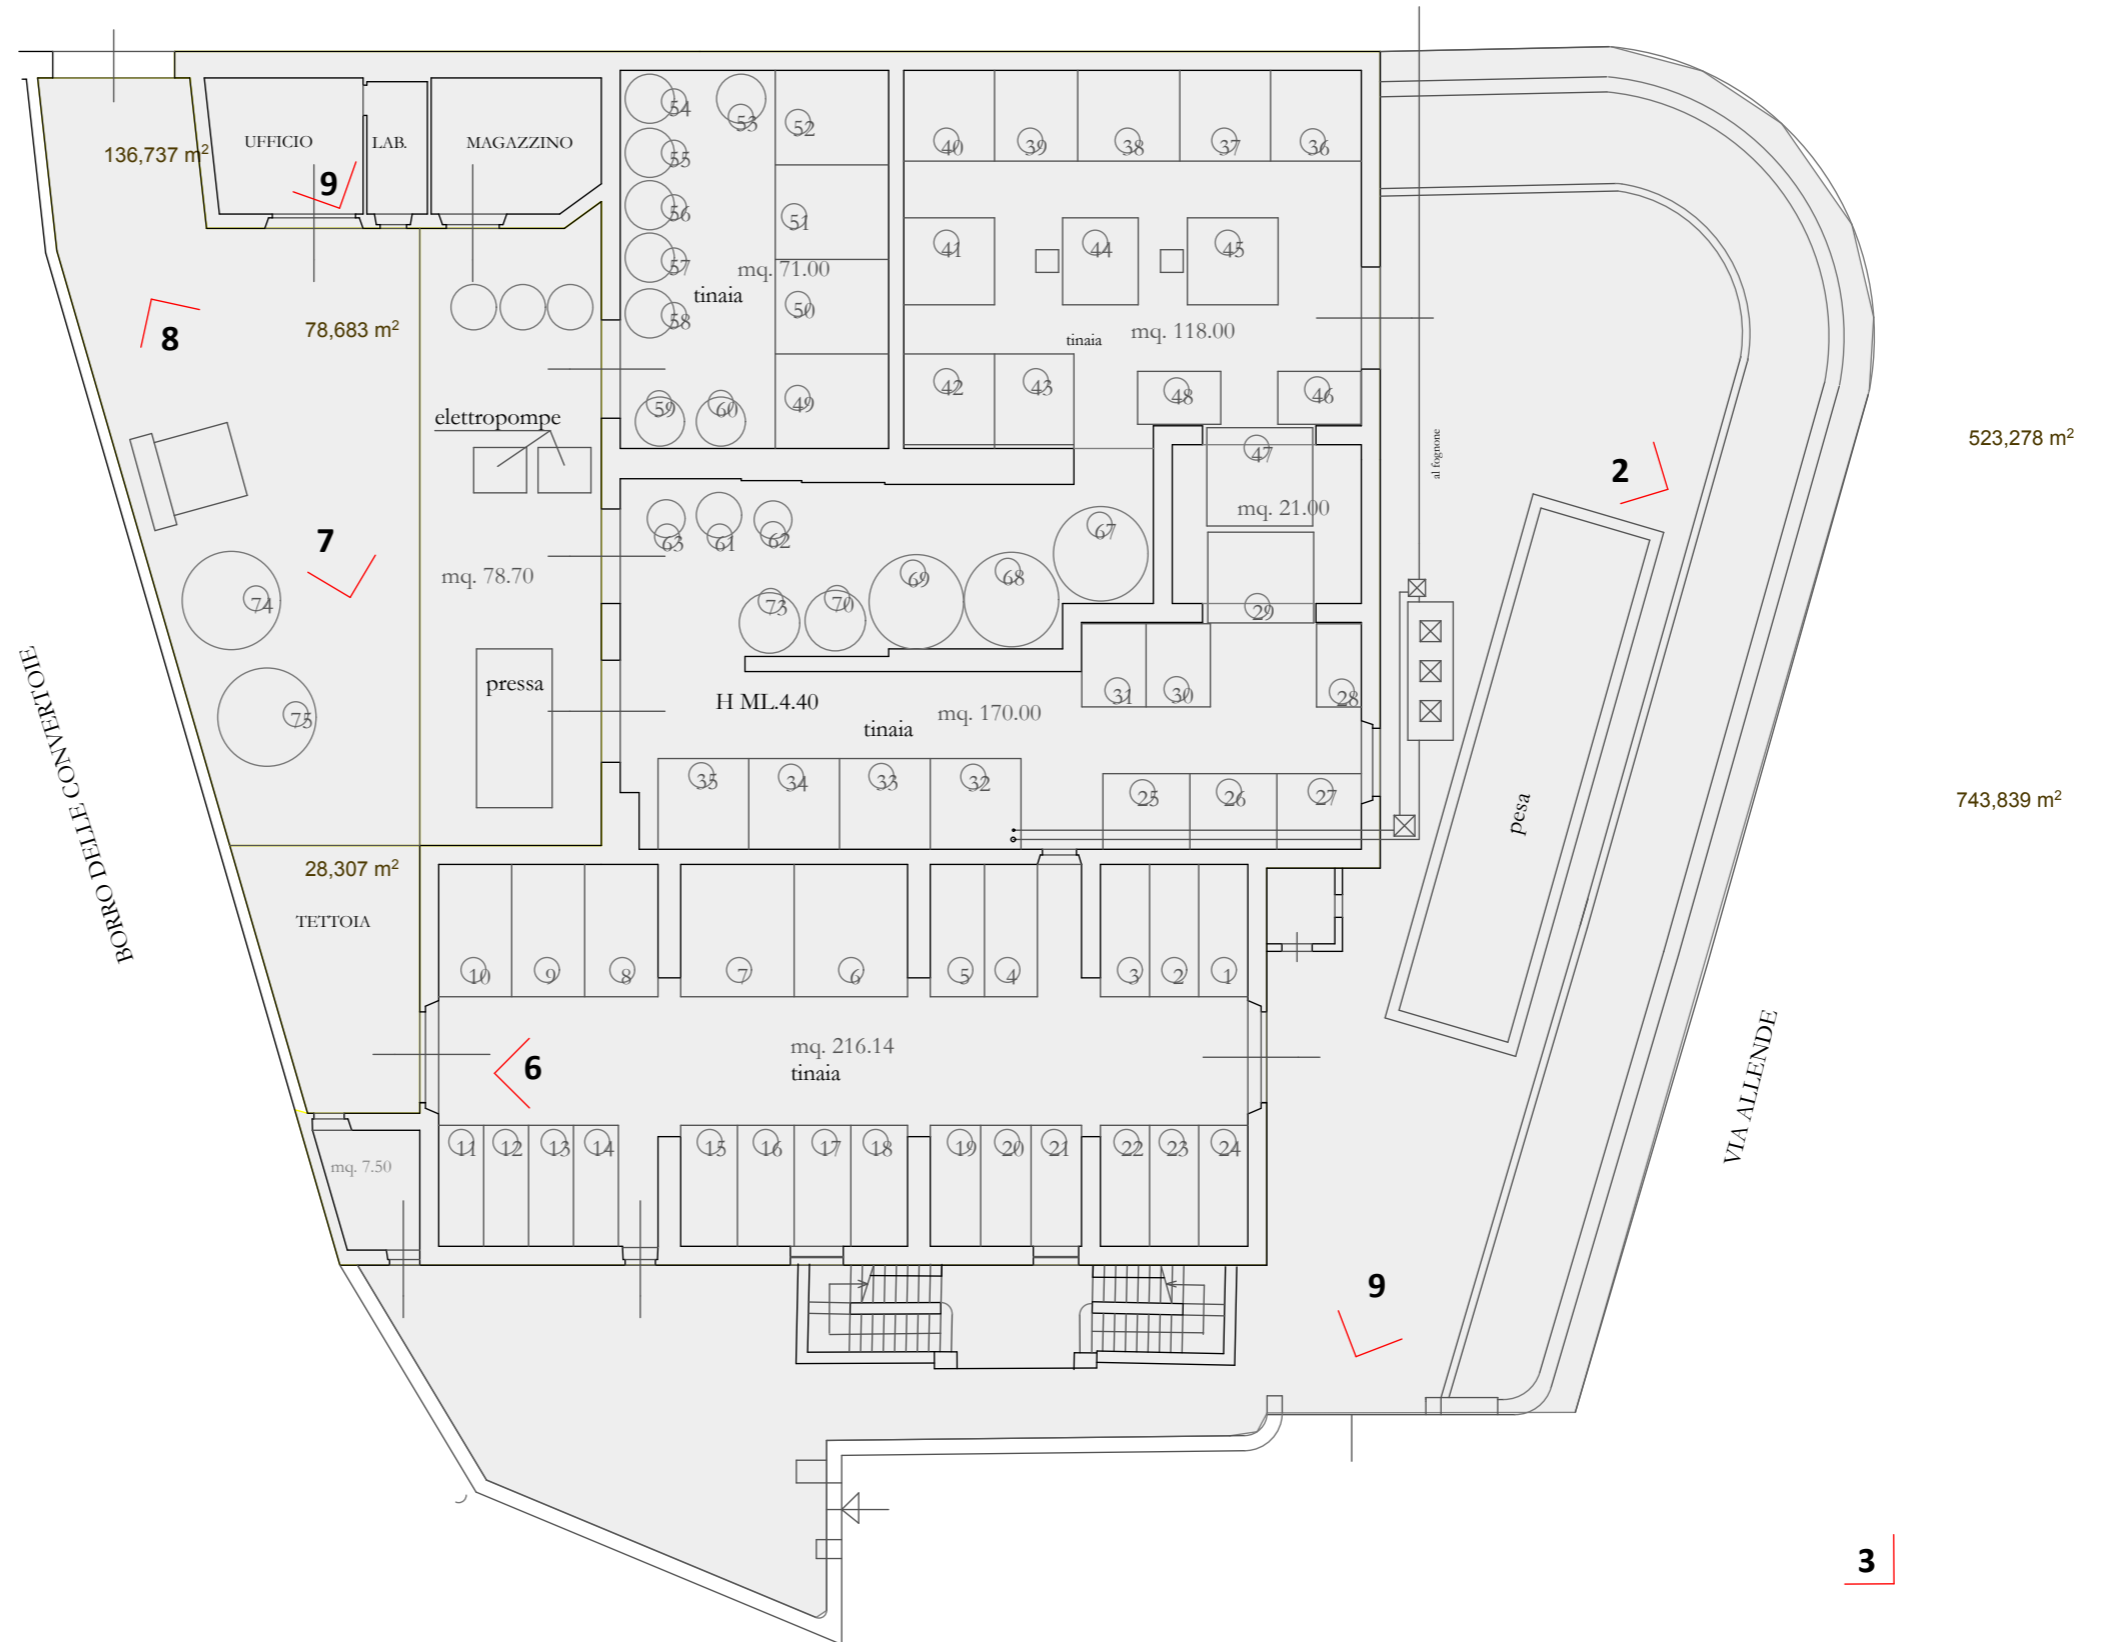 UFFICIO
LAB.
MAGAZZINO
136,737 m²
9
54
53
52
55
56
51
57
mq. 71.00
tinaia
50
58
59
60
49
40
39
38
37
36
41
44
45
tinaia
mq. 118.00
42
43
48
46
47
mq. 21.00
29
8
78,683 m²
elettropompe
7
mq. 78.70
74
75
pressa
63
61
62
67
69
68
73
70
H ML.4.40
tinaia
mq. 170.00
31
30
28
35
34
33
32
25
26
27
al fognone
2
523,278 m²
743,839 m²
pesa
BORRO DELLE CONVERTOIE
28,307 m²
TETTOIA
10
9
8
7
6
5
4
3
2
1
mq. 216.14
tinaia
6
VIA ALLENDE
mq. 7.50
11
12
13
14
15
16
17
18
19
20
21
22
23
24
9
3